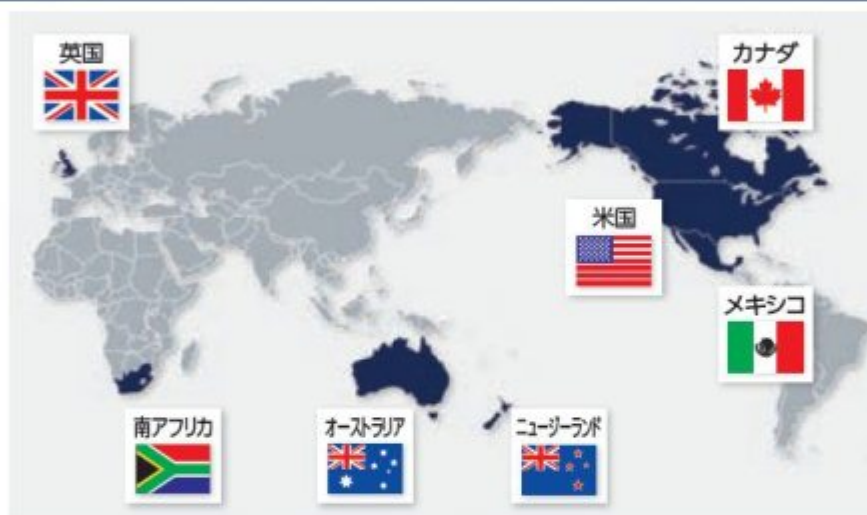 英国
カナダ
米国
メキシコ
南アフリカ
オーストラリア
ニュージーランド